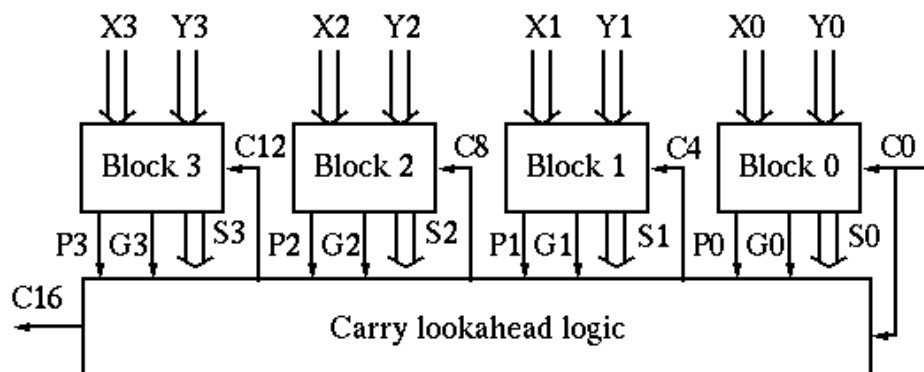 X3 Y3 X2 Y2 X1 Y1 X0 Y0
Block 3 C12 Block 2 C8 Block 1 C4 Block 0 C0
P3 G3 S3 P2 G2 S2 P1 G1 S1 P0 G0 S0
C16
Carry lookahead logic